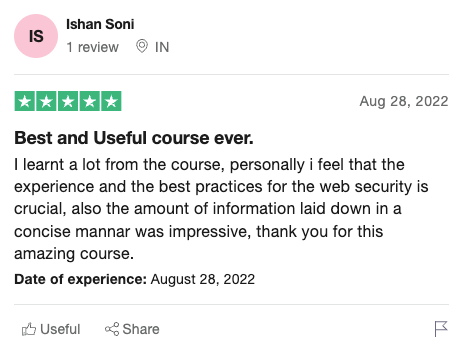 IS
Ishan Soni
1 review IN
Aug 28, 2022
Best and Useful course ever.
I learnt a lot from the course, personally i feel that the
experience and the best practices for the web security is
crucial, also the amount of information laid down in a
concise mannar was impressive, thank you for this
amazing course.
Date of experience: August 28, 2022
Useful Share